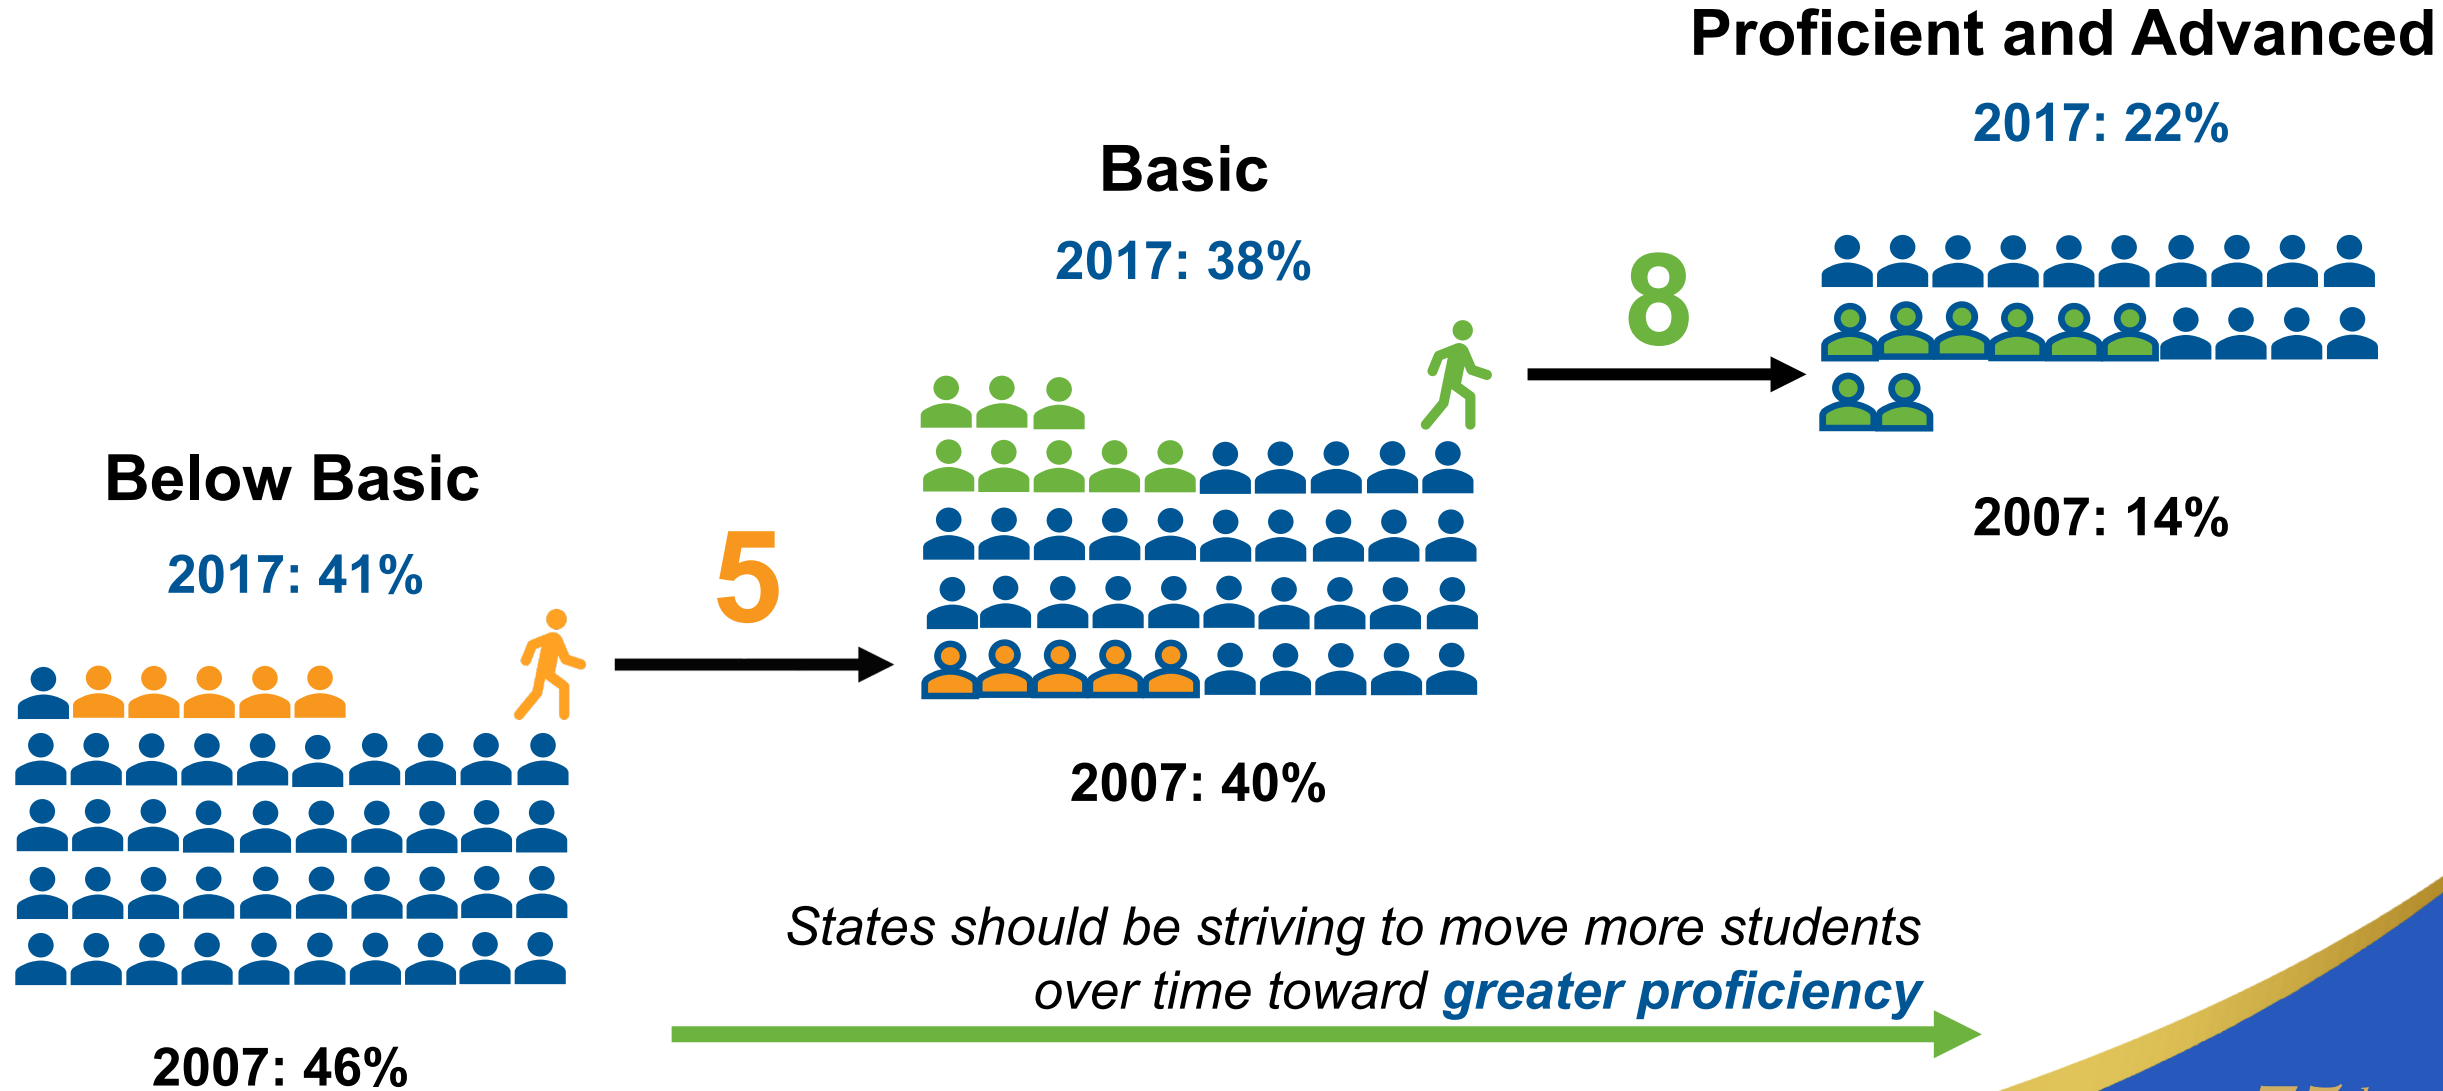 Proficient and Advanced
2017: 22%
Basic
2017: 38%
8
2007: 14%
Below Basic
2017: 41%
5
2007: 40%
States should be striving to move more students
over time toward greater proficiency
2007: 46%